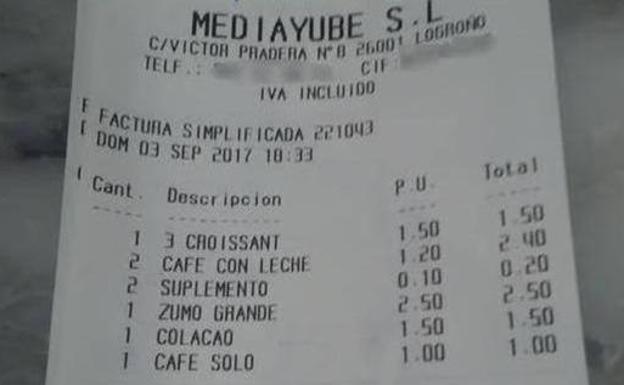 MEDIAYUBE S.L
C/VICTOR PRADERA Nº8 26001 LOGROÑO
TELF.: CIF
IVA INCLUIDO
FACTURA SIMPLIFICADA 221043
DOM 03 SEP 2017 10:33
Cant. Descripcion P.U. Total
1 3 CROISSANT 1.50 1.50
2 CAFE CON LECHE 1.20 2.40
2 SUPLEMENTO 0.10 0.20
1 ZUMO GRANDE 2.50 2.50
1 COLACAO 1.50 1.50
1 CAFE SOLO 1.00 1.00